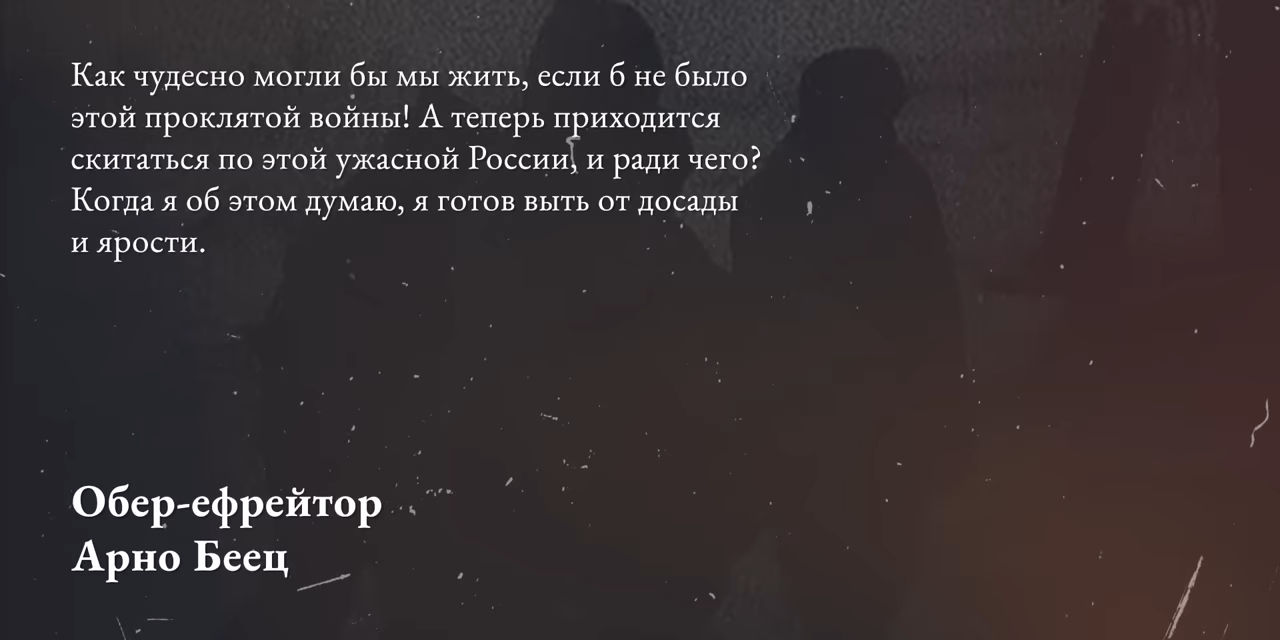 Как чудесно могли бы мы жить, если б не было
этой проклятой войны! А теперь приходится
скитаться по этой ужасной России, и ради чего?
Когда я об этом думаю, я готов выть от досады
и ярости.
Обер-ефрейтор
Арно Беец